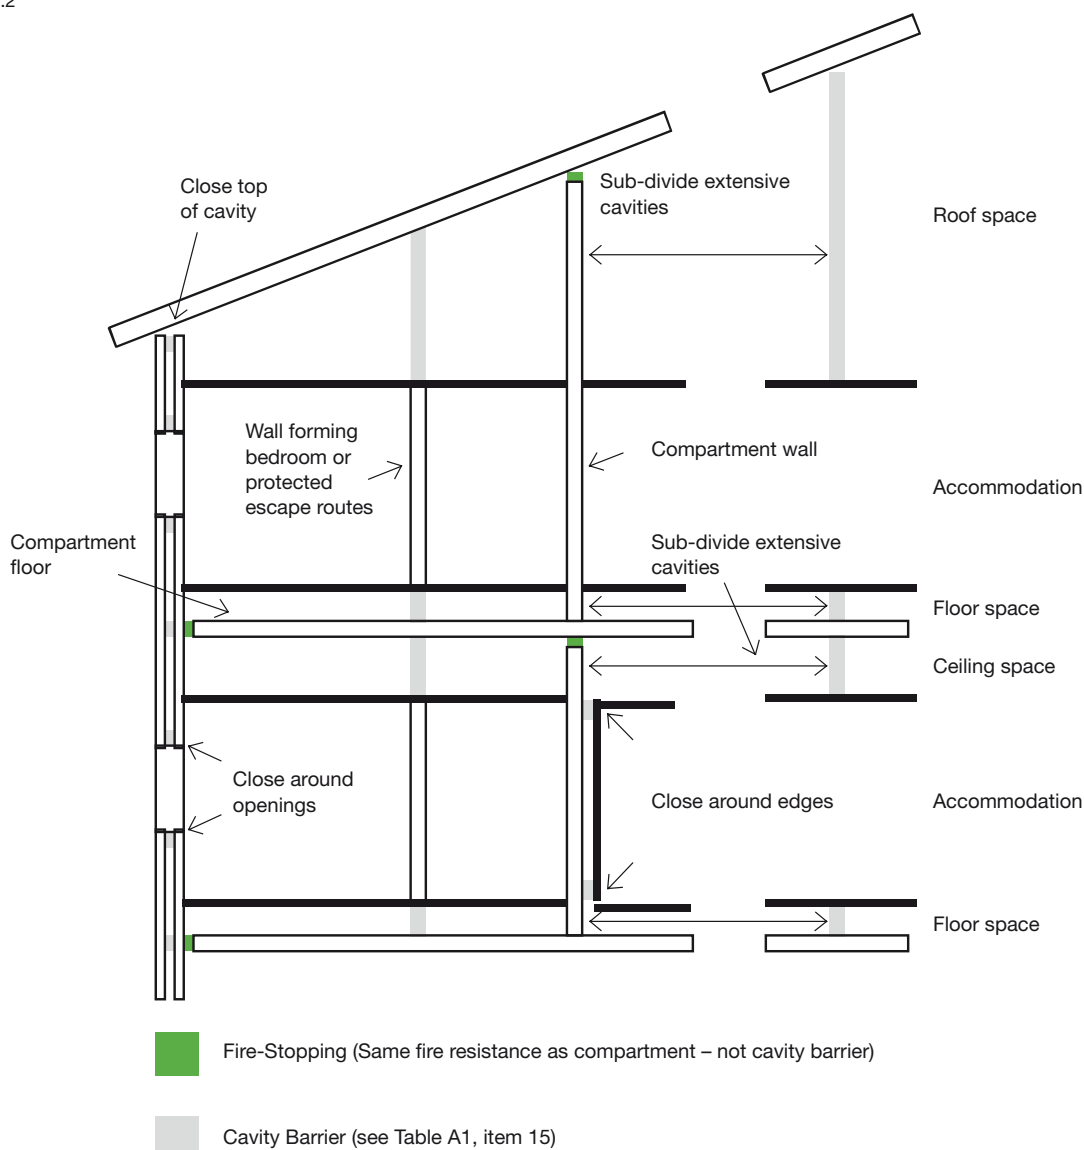 .2
Close top
of cavity
Sub-divide extensive
cavities
Roof space
Wall forming
bedroom or
protected
escape routes
Compartment wall
Accommodation
Compartment
floor
Sub-divide extensive
cavities
Floor space
Ceiling space
Close around
openings
Close around edges
Accommodation
Floor space
Fire-Stopping (Same fire resistance as compartment – not cavity barrier)
Cavity Barrier (see Table A1, item 15)